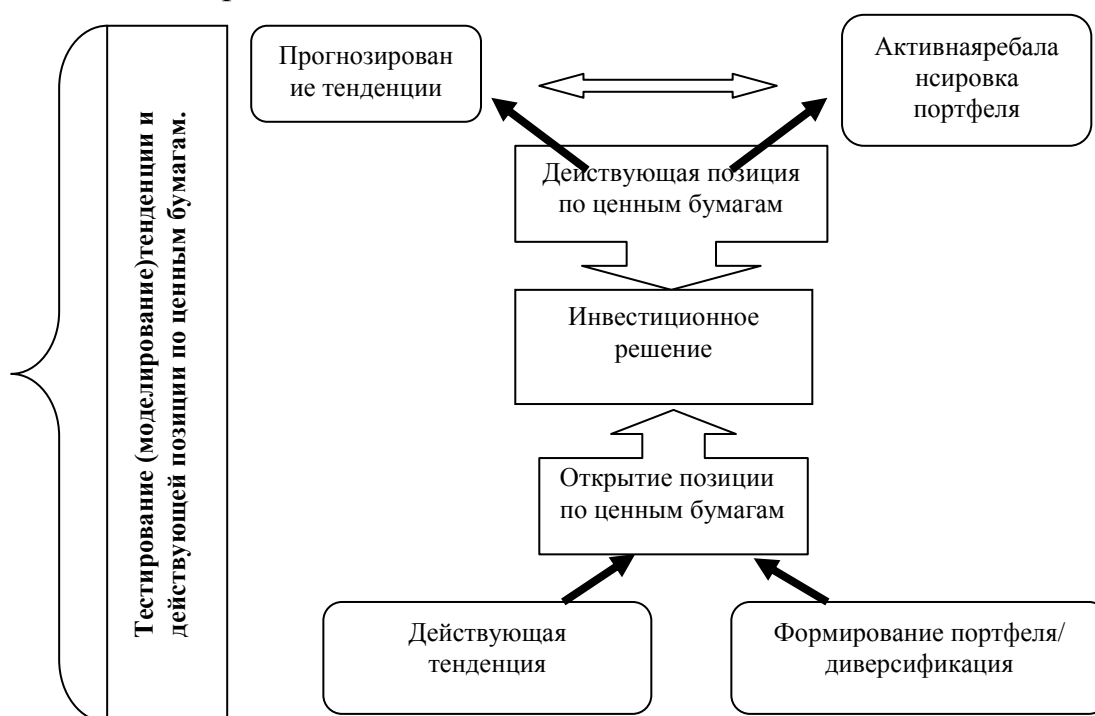 Прогнозирован
ие тенденции
Активнаяребала
нсировка
портфеля
Действующая позиция
по ценным бумагам
Инвестиционное
решение
Открытие позиции
по ценным бумагам
Действующая
тенденция
Формирование портфеля/
диверсификация
Тестирование (моделирование)тенденции и
действующей позиции по ценным бумагам.